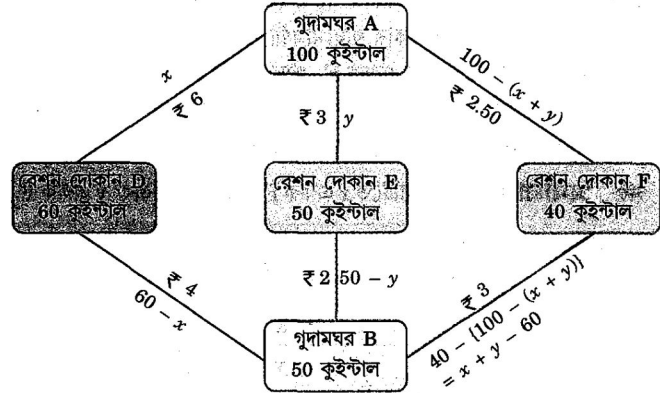 গুদামঘর A
100 কুইন্টাল
x
₹ 6
₹ 3 y
100 – (x + y)
₹ 2.50
রেশন দোকান D
60 কুইন্টাল
রেশন দোকান E
50 কুইন্টাল
রেশন দোকান F
40 কুইন্টাল
₹ 4
60 – x
₹ 2 50 – y
₹ 3
40 – {100 – (x + y)}
= x + y – 60
গুদামঘর B
50 কুইন্টাল